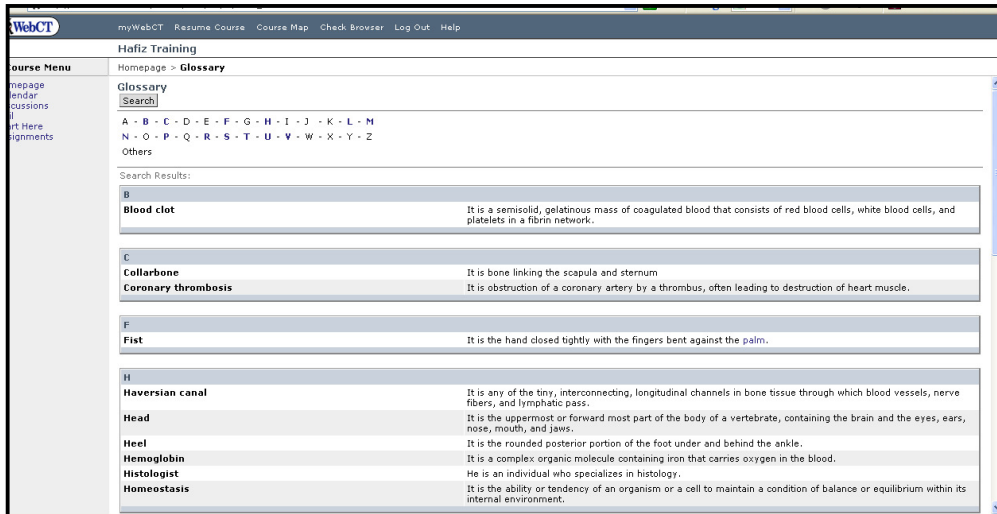 WebCT
myWebCT Resume Course Course Map Check Browser Log Out Help
Hafiz Training
Course Menu
Homepage > Glossary
mepage
lendar
cussions
il
art Here
signments
Glossary
Search
A - B - C - D - E - F - G - H - I - J - K - L - M
N - O - P - Q - R - S - T - U - V - W - X - Y - Z
Others
Search Results:
B
Blood clot It is a semisolid, gelatinous mass of coagulated blood that consists of red blood cells, white blood cells, and
platelets in a fibrin network.
C
Collarbone It is bone linking the scapula and sternum
Coronary thrombosis It is obstruction of a coronary artery by a thrombus, often leading to destruction of heart muscle.
F
Fist It is the hand closed tightly with the fingers bent against the palm.
H
Haversian canal It is any of the tiny, interconnecting, longitudinal channels in bone tissue through which blood vessels, nerve
fibers, and lymphatic pass.
Head It is the uppermost or forward most part of the body of a vertebrate, containing the brain and the eyes, ears,
nose, mouth, and jaws.
Heel It is the rounded posterior portion of the foot under and behind the ankle.
Hemoglobin It is a complex organic molecule containing iron that carries oxygen in the blood.
Histologist He is an individual who specializes in histology.
Homeostasis It is the ability or tendency of an organism or a cell to maintain a condition of balance or equilibrium within its
internal environment.